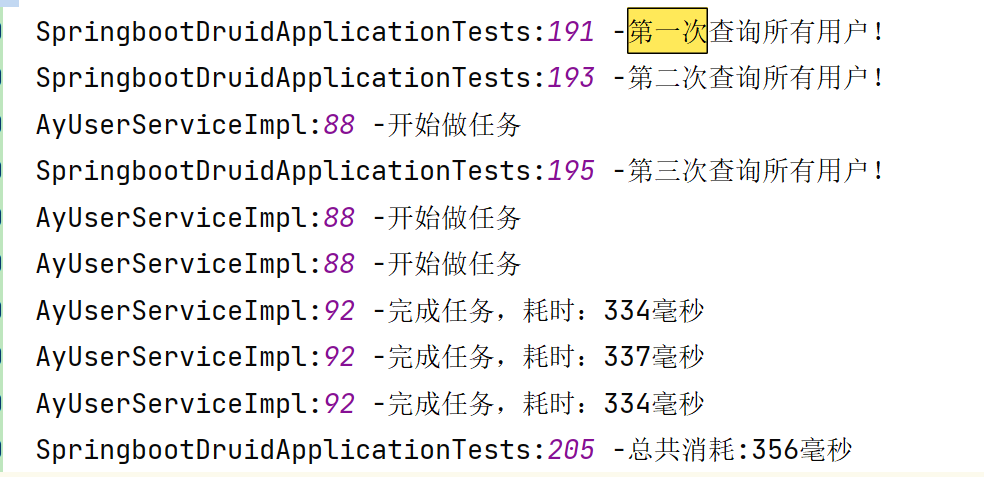 SpringbootDruidApplicationTests:191 -第一次查询所有用户！
SpringbootDruidApplicationTests:193 -第二次查询所有用户！
AyUserServiceImpl:88 -开始做任务
SpringbootDruidApplicationTests:195 -第三次查询所有用户！
AyUserServiceImpl:88 -开始做任务
AyUserServiceImpl:88 -开始做任务
AyUserServiceImpl:92 -完成任务，耗时：334毫秒
AyUserServiceImpl:92 -完成任务，耗时：337毫秒
AyUserServiceImpl:92 -完成任务，耗时：334毫秒
SpringbootDruidApplicationTests:205 -总共消耗:356毫秒